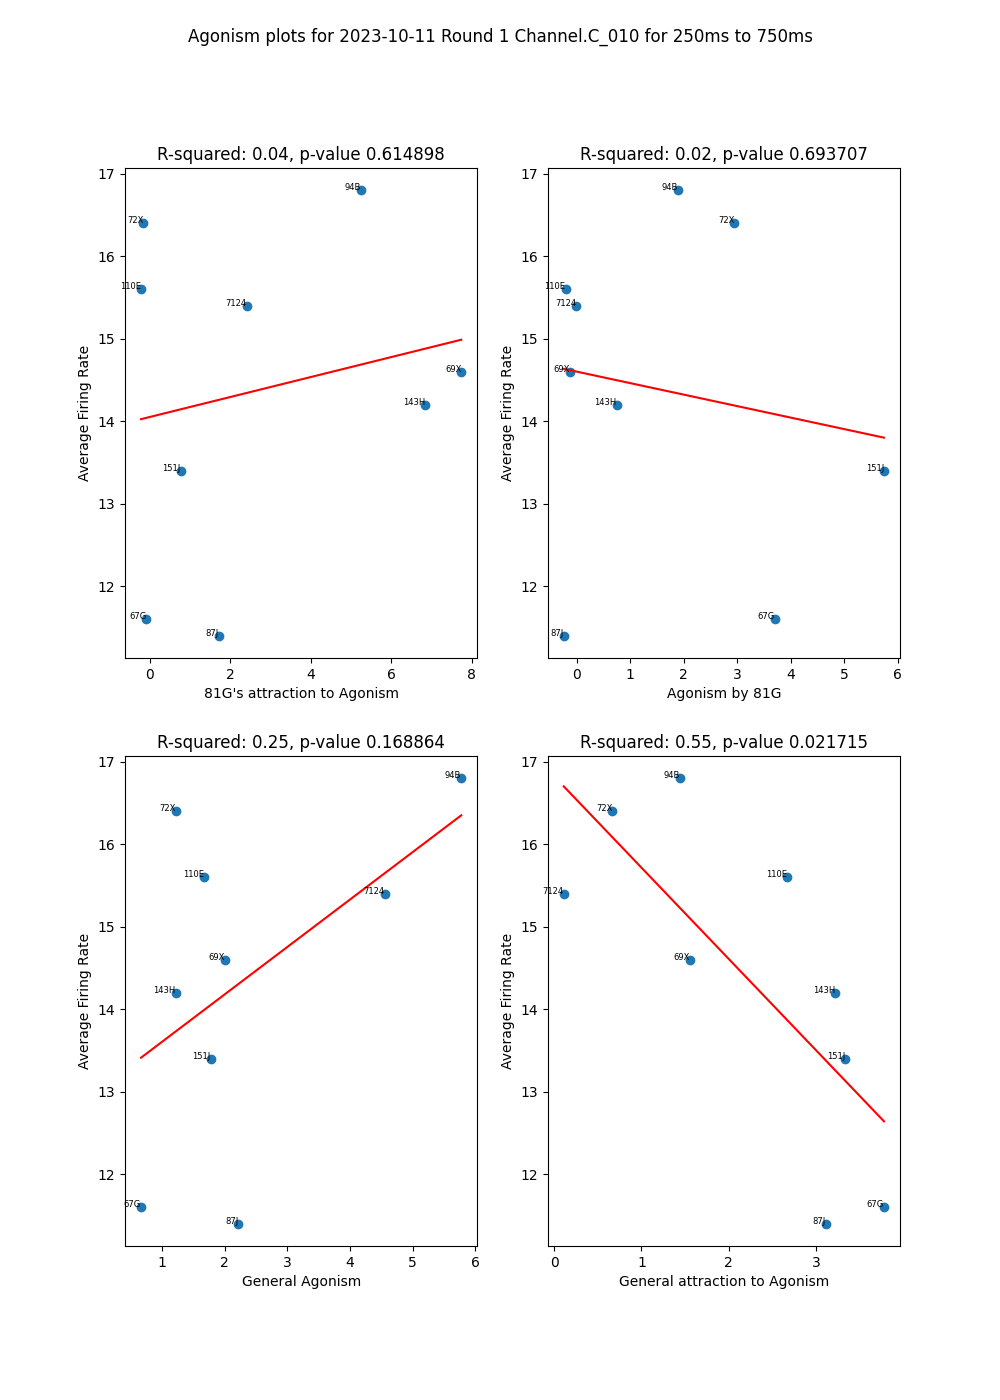 Agonism plots for 2023-10-11 Round 1 Channel.C_010 for 250ms to 750ms
R-squared: 0.04, p-value 0.614898
17
16
15
14
13
12
Average Firing Rate
94B
72X
110E
7124
69X
143H
151J
67G
87J
0 2 4 6 8
81G's attraction to Agonism
R-squared: 0.02, p-value 0.693707
17
16
15
14
13
12
Average Firing Rate
94B
72X
110E
7124
69X
143H
151J
67G
87J
0 1 2 3 4 5 6
Agonism by 81G
R-squared: 0.25, p-value 0.168864
17
16
15
14
13
12
Average Firing Rate
94B
72X
110E
7124
69X
143H
151J
67G
87J
1 2 3 4 5 6
General Agonism
R-squared: 0.55, p-value 0.021715
17
16
15
14
13
12
Average Firing Rate
94B
72X
110E
7124
69X
143H
151J
67G
87J
0 1 2 3
General attraction to Agonism